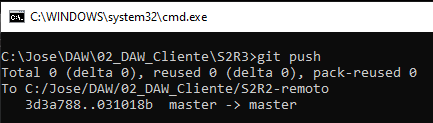 C:\WINDOWS\system32\cmd.exe
C:\Jose\DAW\02_DAW_Cliente\S2R3>git push
Total 0 (delta 0), reused 0 (delta 0), pack-reused 0
To C:/Jose/DAW/02_DAW_Cliente/S2R2-remoto
   3d3a788..031018b  master -> master